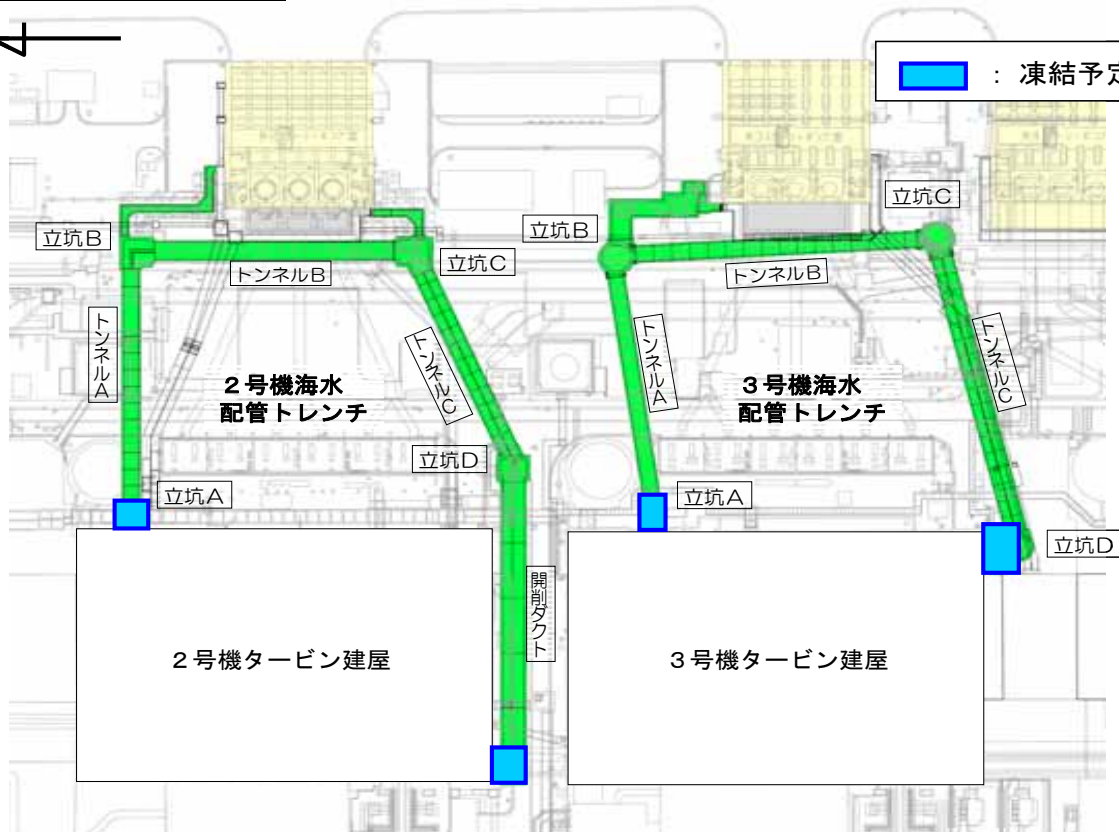 ：凍結予定
立坑C
立坑B
立坑B
立坑C
トンネルB
トンネルB
トンネルA
トンネルC
トンネルA
トンネルC
２号機海水
配管トレンチ
３号機海水
配管トレンチ
立坑D
立坑A
立坑A
立坑D
開削ダクト
２号機タービン建屋
３号機タービン建屋